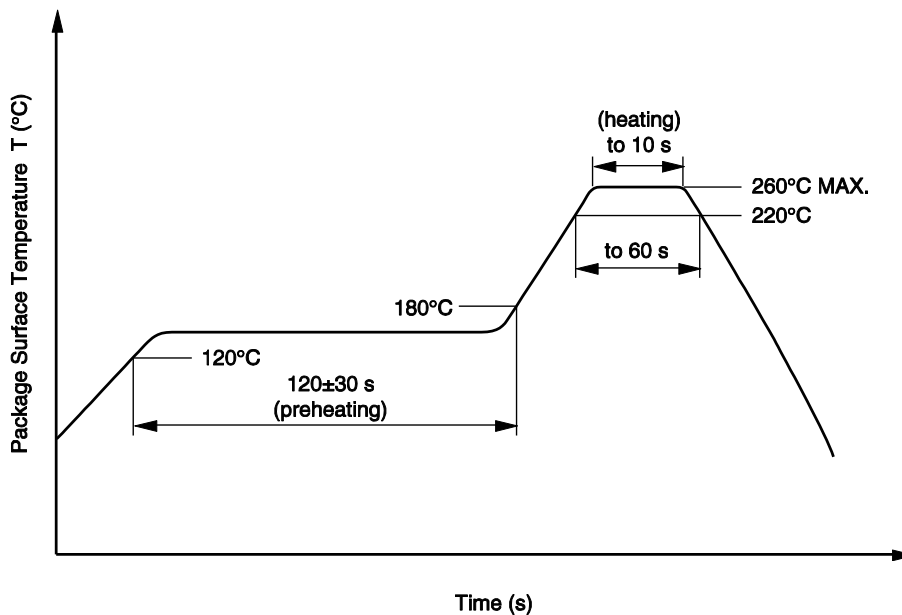 Package Surface Temperature T (°C)
(heating)
to 10 s
260°C MAX.
220°C
to 60 s
180°C
120°C
120±30 s
(preheating)
Time (s)